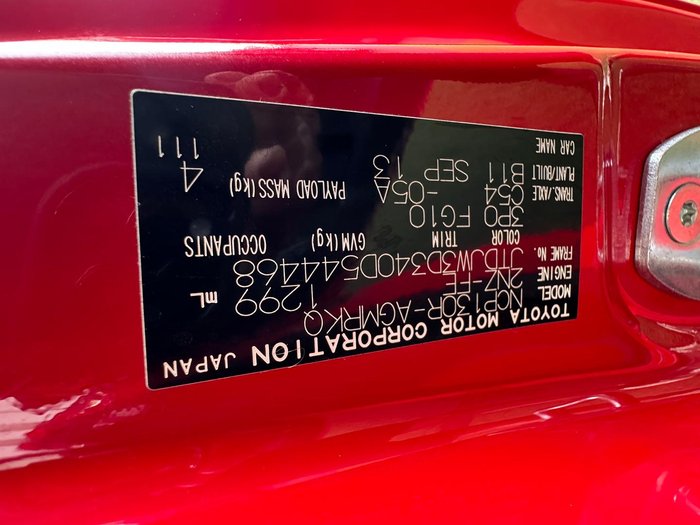 TOYOTA MOTOR CORPORATION JAPAN
MODEL NCP130R-AGMRKQ
ENGINE 2NZ-FE 1299 mL
FRAME No. JTDJW3D340D544468
COLOR TRIM GVM(kg) OCCUPANTS
3P0 FG10
TRANS./AXLE C54 -05A PAYLOAD MASS(kg) 4
PLANT/BUILT B11 SEP 13 111
CAR NAME